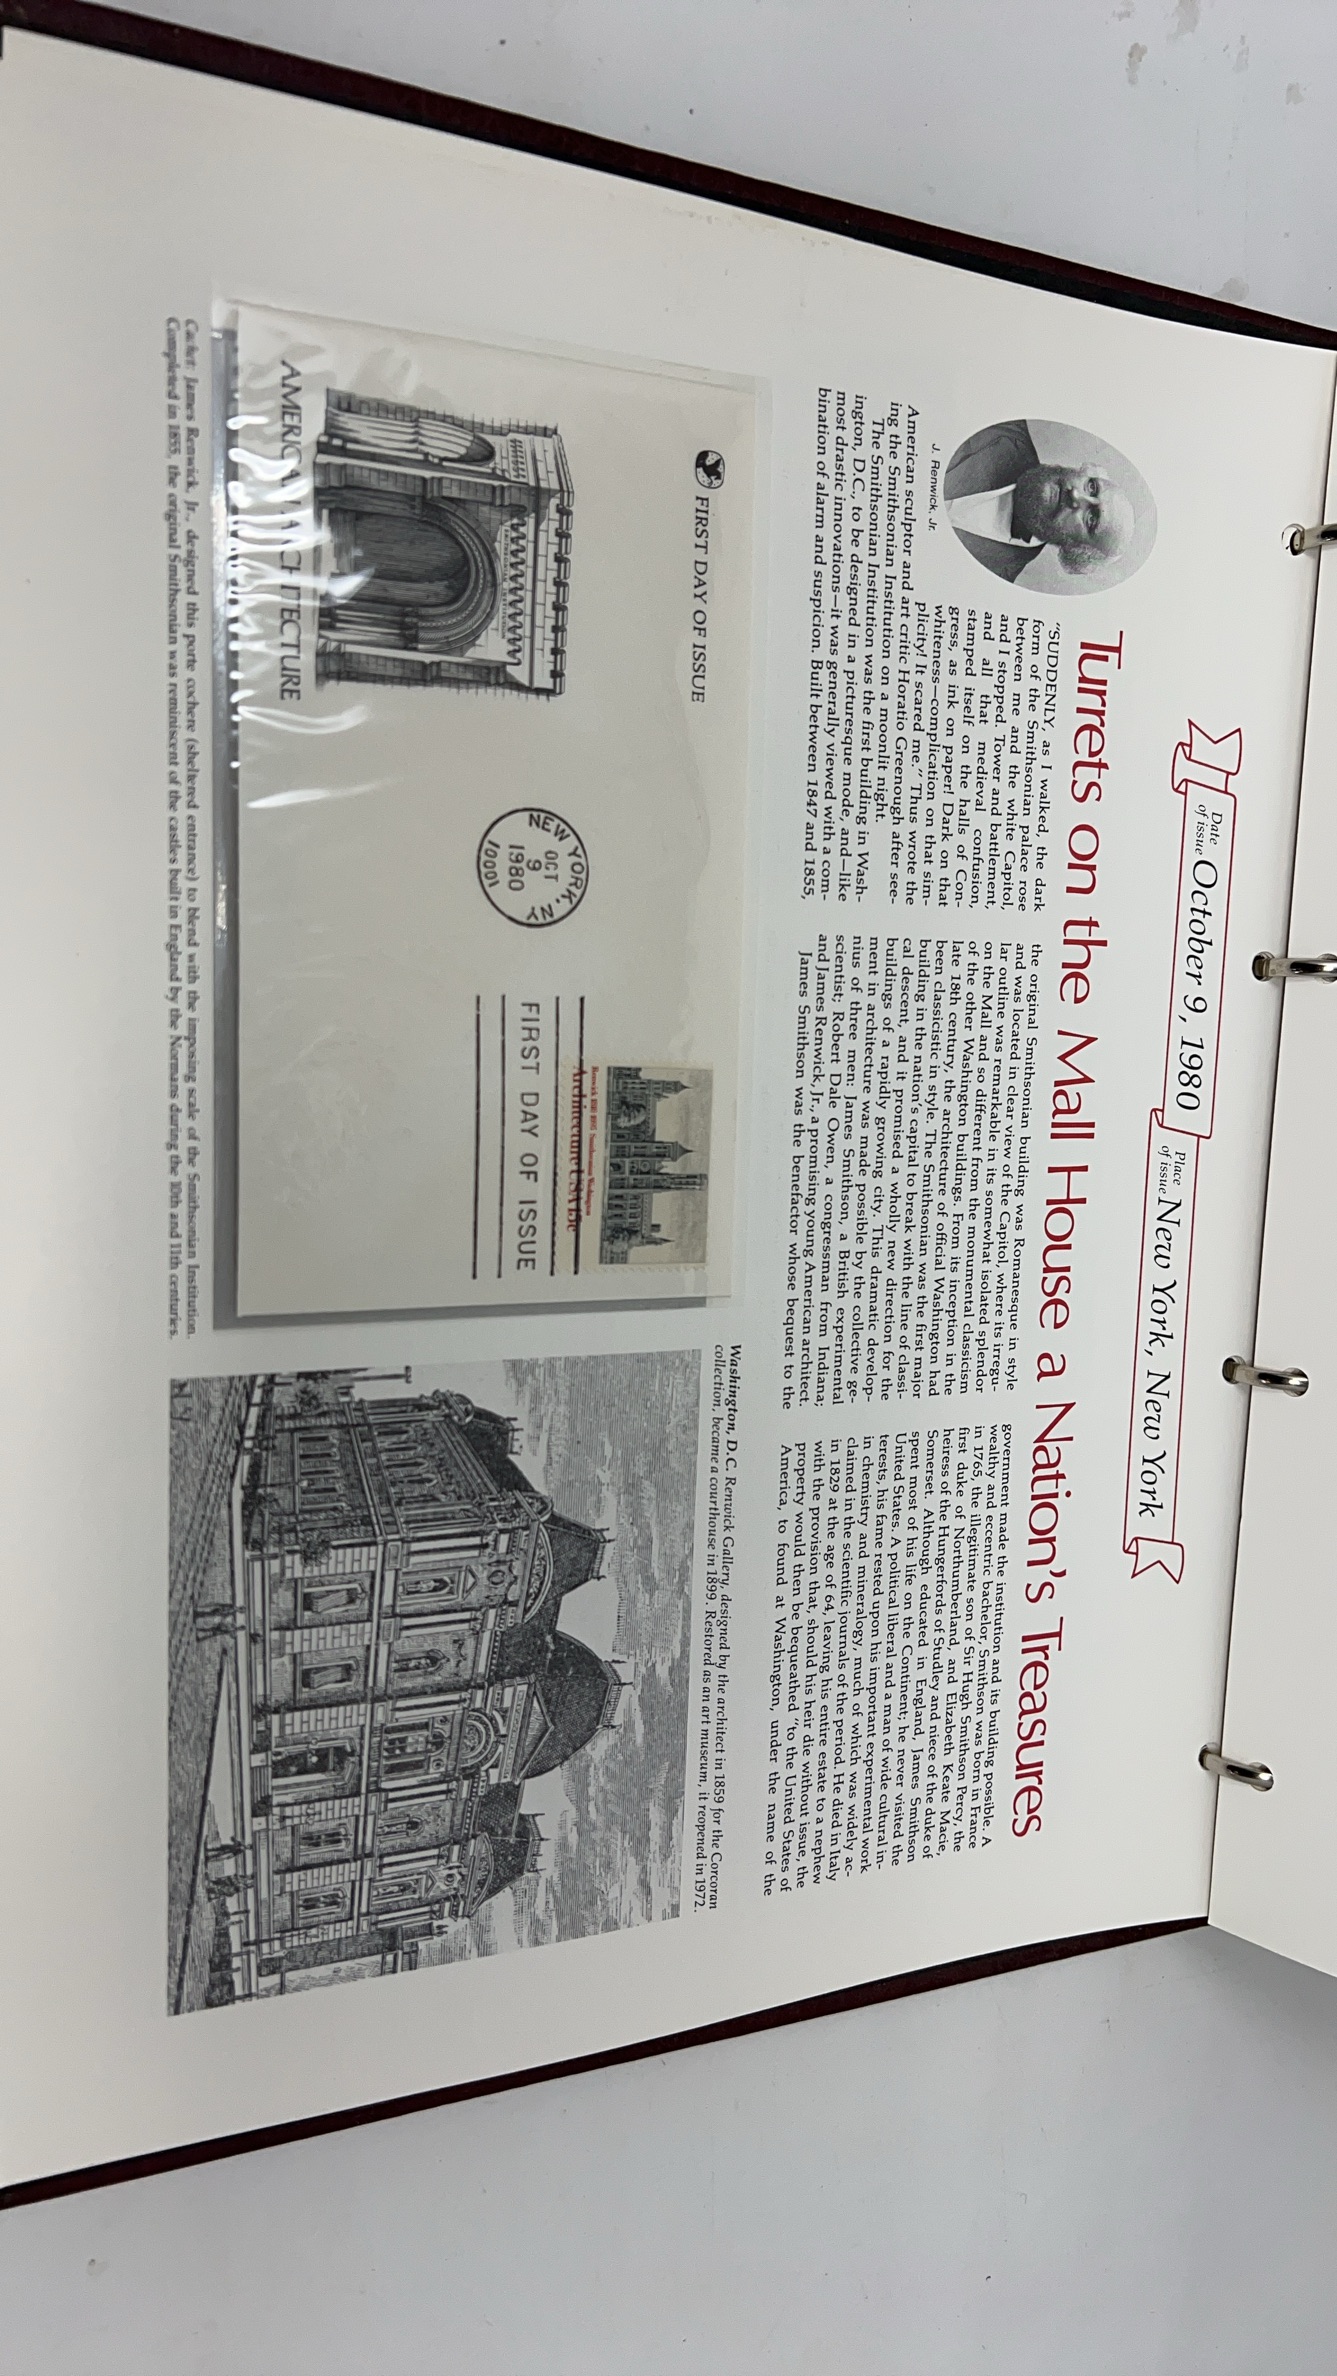 Date
of issue October 9, 1980
Place
of issue New York, New York
Turrets on the Mall House a Nation's Treasures
J. Renwick, Jr.
"SUDDENLY, as I walked, the dark
form of the Smithsonian palace rose
between me and the white Capitol,
and I stopped. Tower and battlement,
and all that medieval confusion,
stamped itself on the halls of Con-
gress, as ink on paper! Dark on that
whiteness—complication on that sim-
plicity! It scared me." Thus wrote the
American sculptor and art critic Horatio Greenough after see-
ing the Smithsonian Institution on a moonlit night.
The Smithsonian Institution was the first building in Wash-
ington, D.C., to be designed in a picturesque mode, and—like
most drastic innovations—it was generally viewed with a com-
bination of alarm and suspicion. Built between 1847 and 1855,
the original Smithsonian building was Romanesque in style
and was located in clear view of the Capitol, where its irregu-
lar outline was remarkable in its somewhat isolated splendor
on the Mall and so different from the monumental classicism
of the other Washington buildings. From its inception in the
late 18th century, the architecture of official Washington had
been classicistic in style. The Smithsonian was the first major
building in the nation's capital to break with the line of classi-
cal descent, and it promised a wholly new direction for the
buildings of a rapidly growing city. This dramatic develop-
ment in architecture was made possible by the collective ge-
nius of three men: James Smithson, a British experimental
scientist; Robert Dale Owen, a congressman from Indiana;
and James Renwick, Jr., a promising young American architect.
James Smithson was the benefactor whose bequest to the
government made the institution and its building possible. A
wealthy and eccentric bachelor, Smithson was born in France
in 1765, the illegitimate son of Sir Hugh Smithson Percy, the
first duke of Northumberland, and Elizabeth Keate Macie,
heiress of the Hungerfords of Studley and niece of the duke of
Somerset. Although educated in England, James Smithson
spent most of his life on the Continent; he never visited the
United States. A political liberal and a man of wide cultural in-
terests, his fame rested upon his important experimental work
in chemistry and mineralogy, much of which was widely ac-
claimed in the scientific journals of the period. He died in Italy
in 1829 at the age of 64, leaving his entire estate to a nephew
with the provision that, should his heir die without issue, the
property would then be bequeathed "to the United States of
America, to found at Washington, under the name of the
FIRST DAY OF ISSUE
AMERICAN ARCHITECTURE
NEW YORK, NY
OCT
9
1980
10001
FIRST DAY OF ISSUE
Renwick 1818-1895 Smithsonian Washington
Architecture USA 15c
Washington, D.C. Renwick Gallery, designed by the architect in 1859 for the Corcoran
collection, became a courthouse in 1899. Restored as an art museum, it reopened in 1972.
Cachet: James Renwick, Jr., designed this porte cochere (sheltered entrance) to blend with the imposing scale of the Smithsonian Institution.
Completed in 1855, the original Smithsonian was reminiscent of the castles built in England by the Normans during the 10th and 11th centuries.